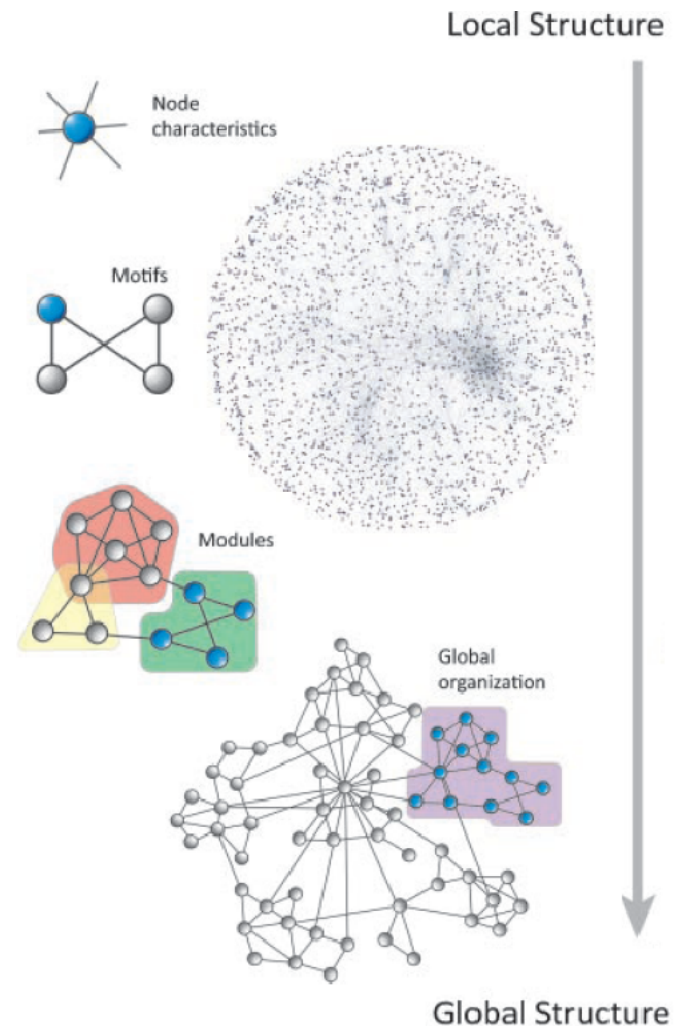 Local Structure
Node
characteristics
Motifs
Modules
Global
organization
Global Structure